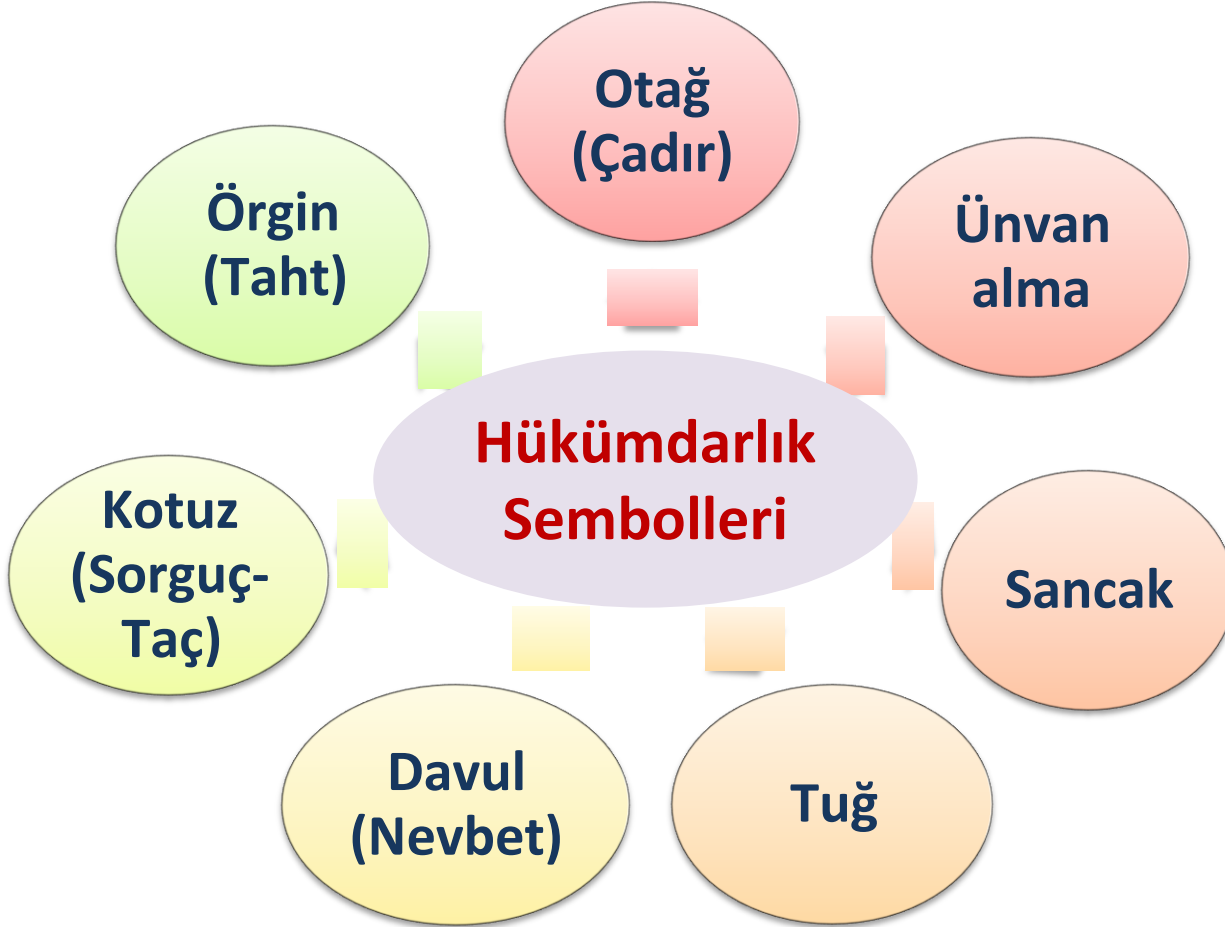 Otağ
(Çadır)
Ünvan
alma
Sancak
Tuğ
Davul
(Nevbet)
Kotuz
(Sorguç-
Taç)
Örgin
(Taht)
Hükümdarlık
Sembolleri